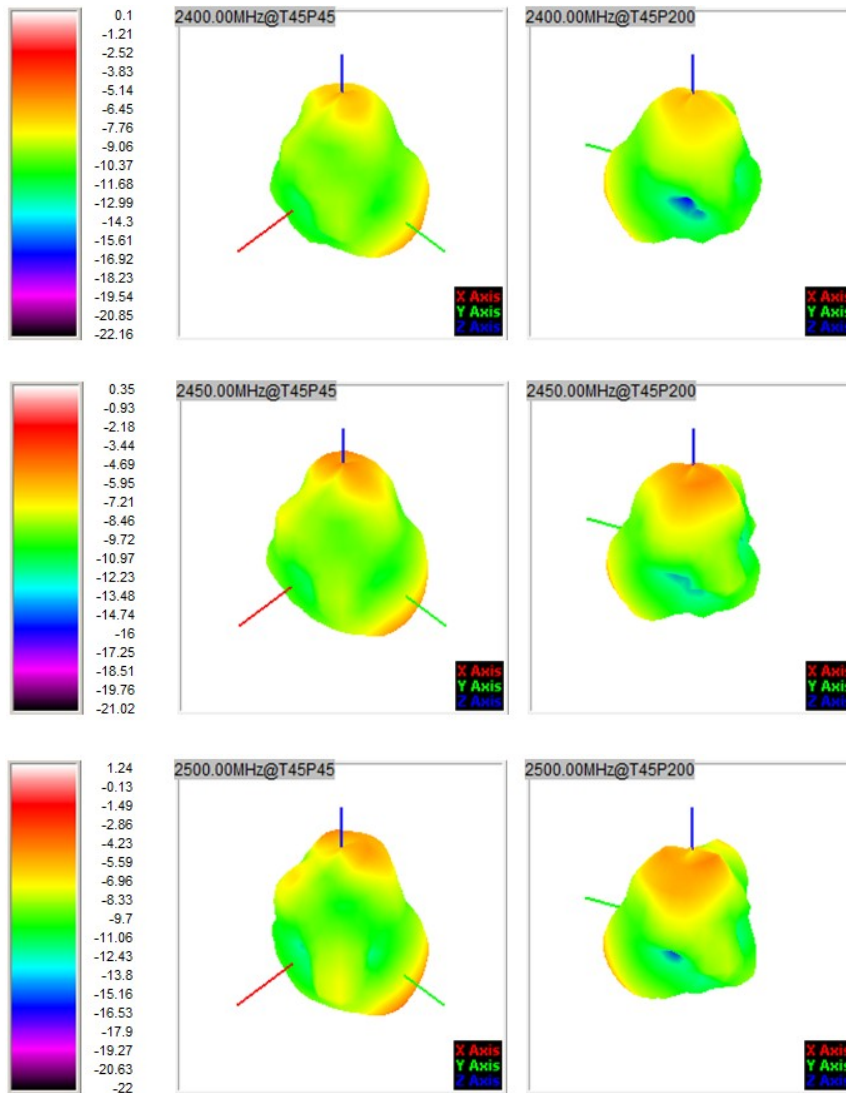 2400.00MHz@T45P45
2400.00MHz@T45P200
0.1
-1.21
-2.52
-3.83
-5.14
-6.45
-7.76
-9.06
-10.37
-11.68
-12.99
-14.3
-15.61
-16.92
-18.23
-19.54
-20.85
-22.16
X Axis
Y Axis
Z Axis
X Axis
Y Axis
Z Axis
2450.00MHz@T45P45
2450.00MHz@T45P200
0.35
-0.93
-2.18
-3.44
-4.69
-5.95
-7.21
-8.46
-9.72
-10.97
-12.23
-13.48
-14.74
-16
-17.25
-18.51
-19.76
-21.02
X Axis
Y Axis
Z Axis
X Axis
Y Axis
Z Axis
2500.00MHz@T45P45
2500.00MHz@T45P200
1.24
-0.13
-1.49
-2.86
-4.23
-5.59
-6.96
-8.33
-9.7
-11.06
-12.43
-13.8
-15.16
-16.53
-17.9
-19.27
-20.63
-22
X Axis
Y Axis
Z Axis
X Axis
Y Axis
Z Axis